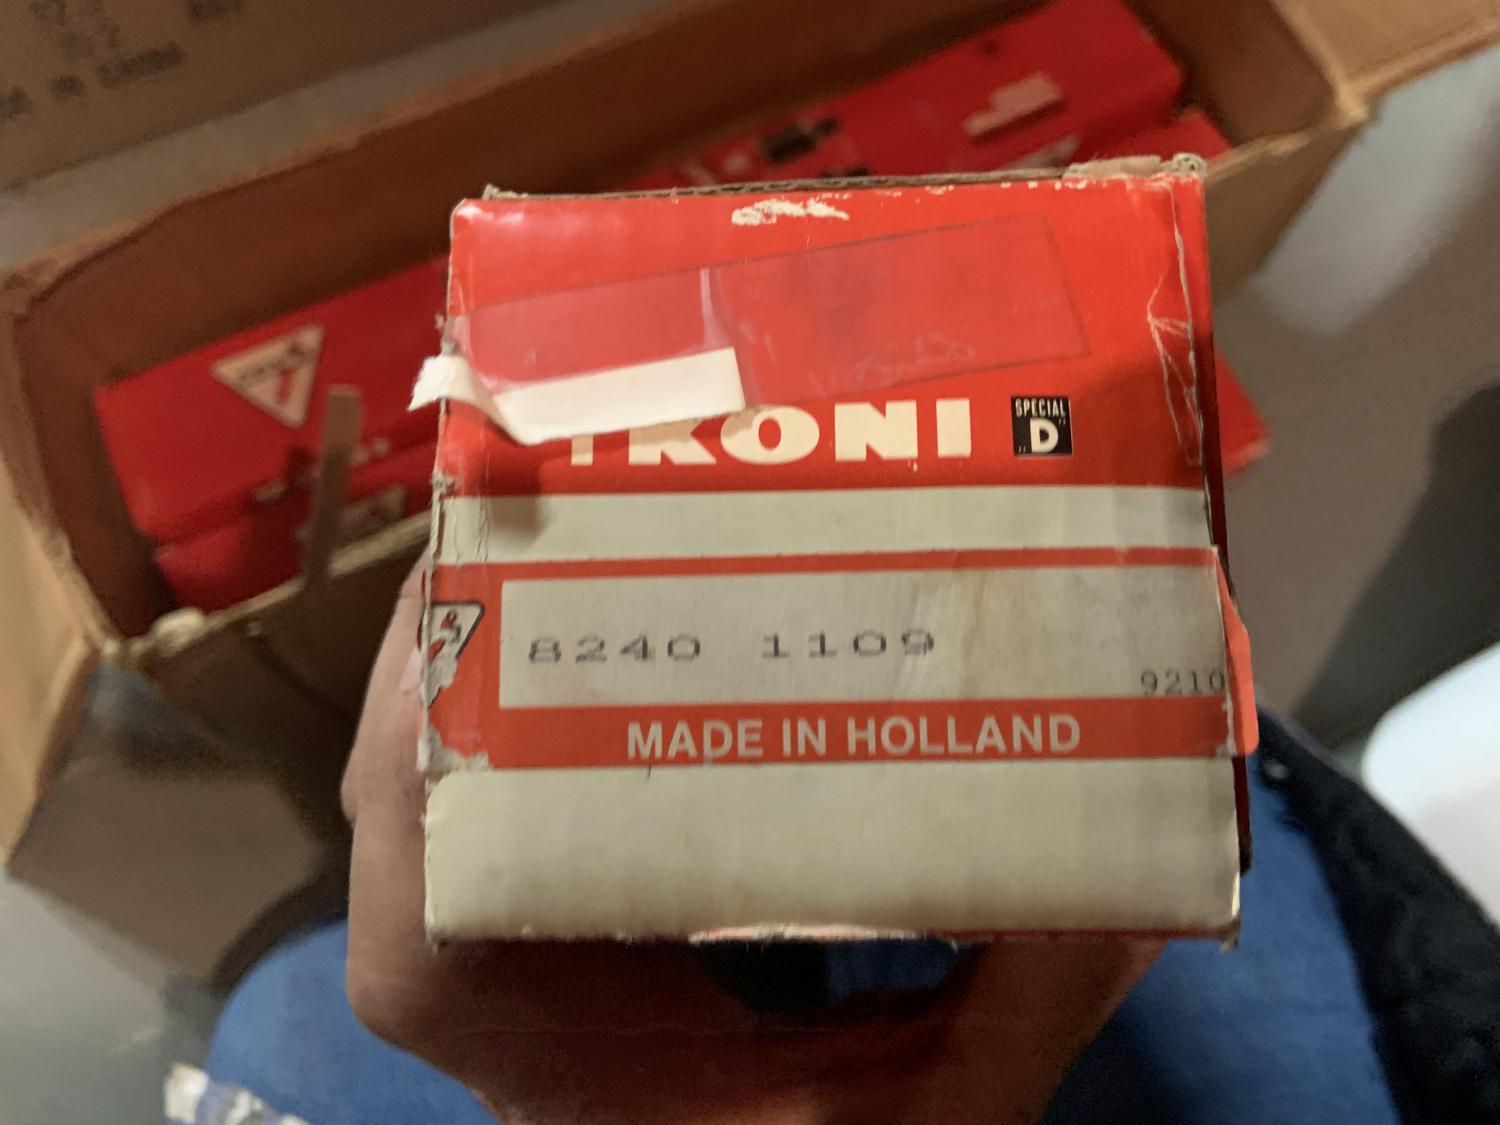 KONI
SPECIAL
„D”
8240 1109
9210
MADE IN HOLLAND